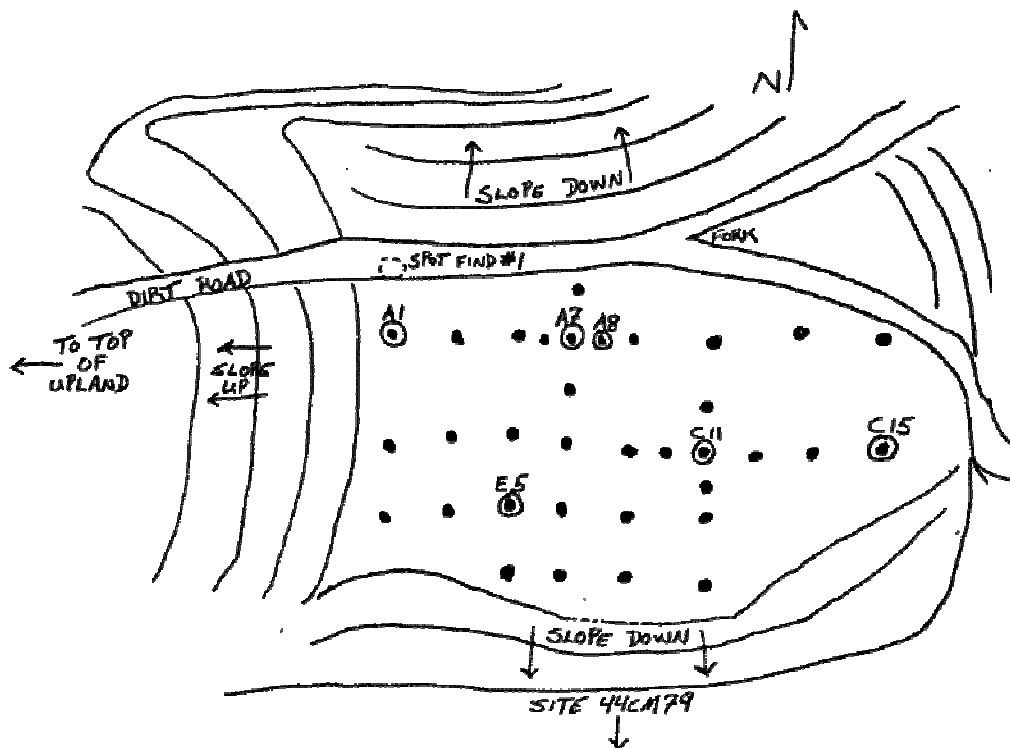 N
SLOPE DOWN
FORK
SPOT FIND #1
DIRT ROAD
A1
A7
A8
TO TOP
OF
UPLAND
SLOPE
UP
C11
C15
E5
SLOPE DOWN
SITE 44CM79